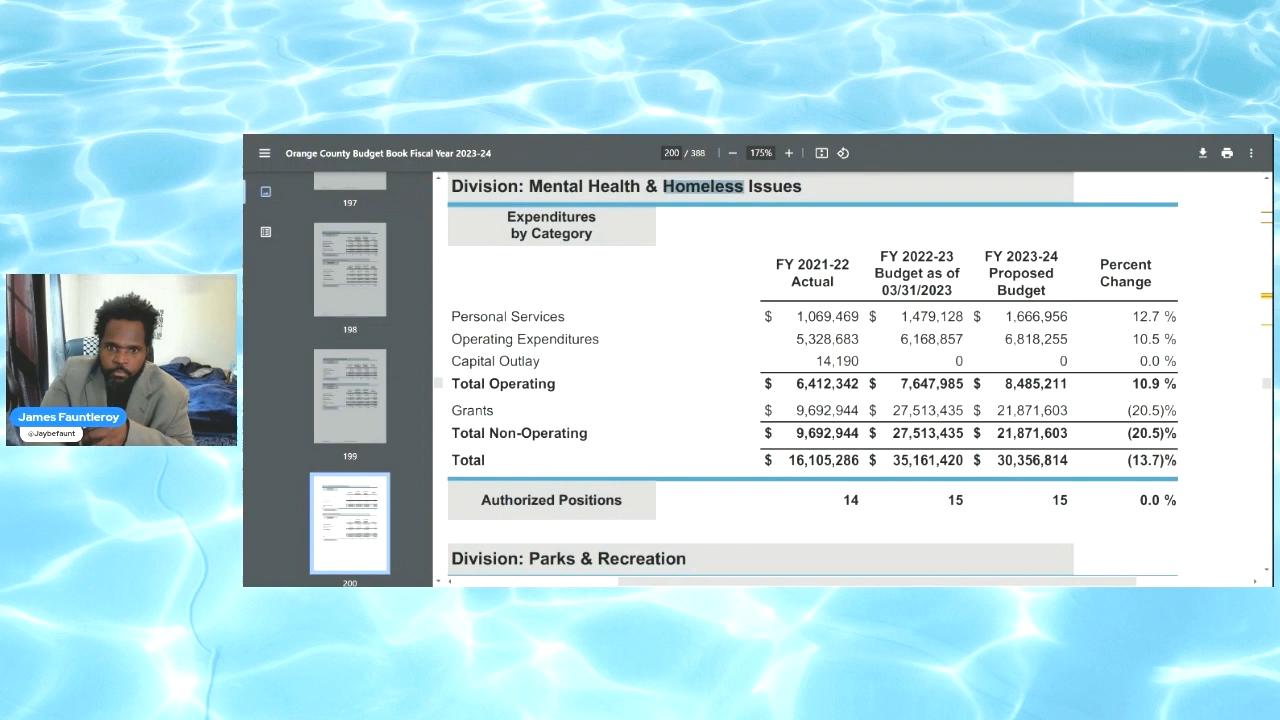 Orange County Budget Book Fiscal Year 2023-24
200 / 388
175%
197
198
199
200
Division: Mental Health & Homeless Issues
Expenditures
by Category
FY 2021-22
Actual
FY 2022-23
Budget as of
03/31/2023
FY 2023-24
Proposed
Budget
Percent
Change
Personal Services $ 1,069,469 $ 1,479,128 $ 1,666,956 12.7 %
Operating Expenditures 5,328,683 6,168,857 6,818,255 10.5 %
Capital Outlay 14,190 0 0 0.0 %
Total Operating $ 6,412,342 $ 7,647,985 $ 8,485,211 10.9 %
Grants $ 9,692,944 $ 27,513,435 $ 21,871,603 (20.5)%
Total Non-Operating $ 9,692,944 $ 27,513,435 $ 21,871,603 (20.5)%
Total $ 16,105,286 $ 35,161,420 $ 30,356,814 (13.7)%
Authorized Positions 14 15 15 0.0 %
Division: Parks & Recreation
James Fauntleroy
@Jaybefaunt